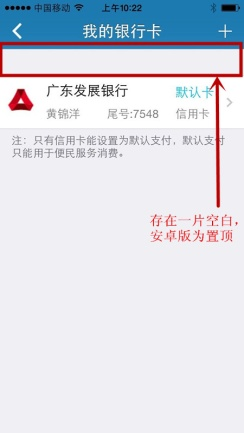 中国移动 上午10:22
我的银行卡
广东发展银行 默认卡
黄锦洋 尾号:7548 信用卡
注：只有信用卡能设置为默认支付，默认支付
只能用于便民服务消费。
存在一片空白，
安卓版为置顶